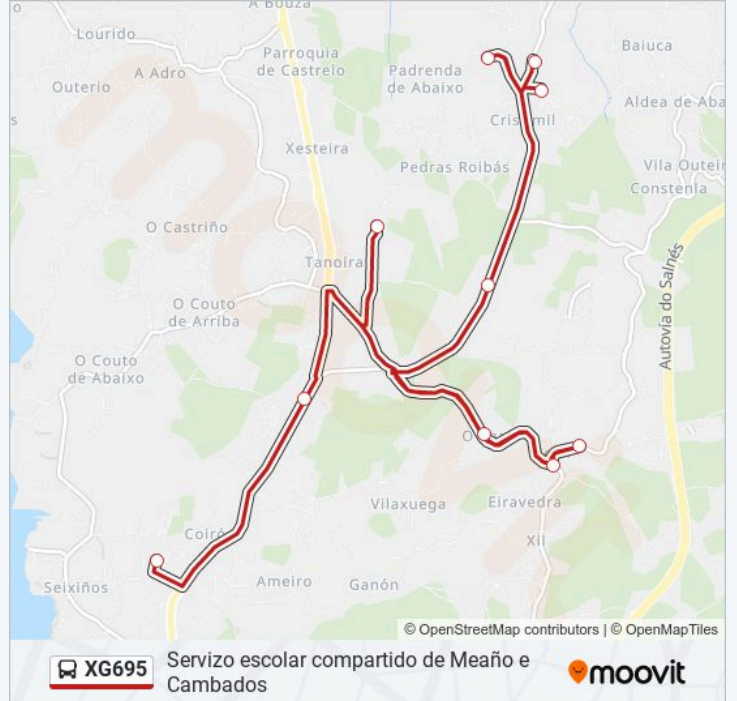 A Bouza
Lourido
Parroquia
de Castrelo
Baiuca
A Adro
Padrenda
de Abaixo
Outerio
Aldea de Aba
Xesteira
Pedras Roibás
Vila Outeir
Constenla
O Castriño
Tanoira
Autovía do Salnés
O Couto
de Arriba
O Couto
de Abaixo
Vilaxuega
Eiravedra
Xil
Seixiños
Ameiro
Ganón
© OpenStreetMap contributors | © OpenMapTiles
XG695
Servizo escolar compartido de Meaño e
Cambados
moovit